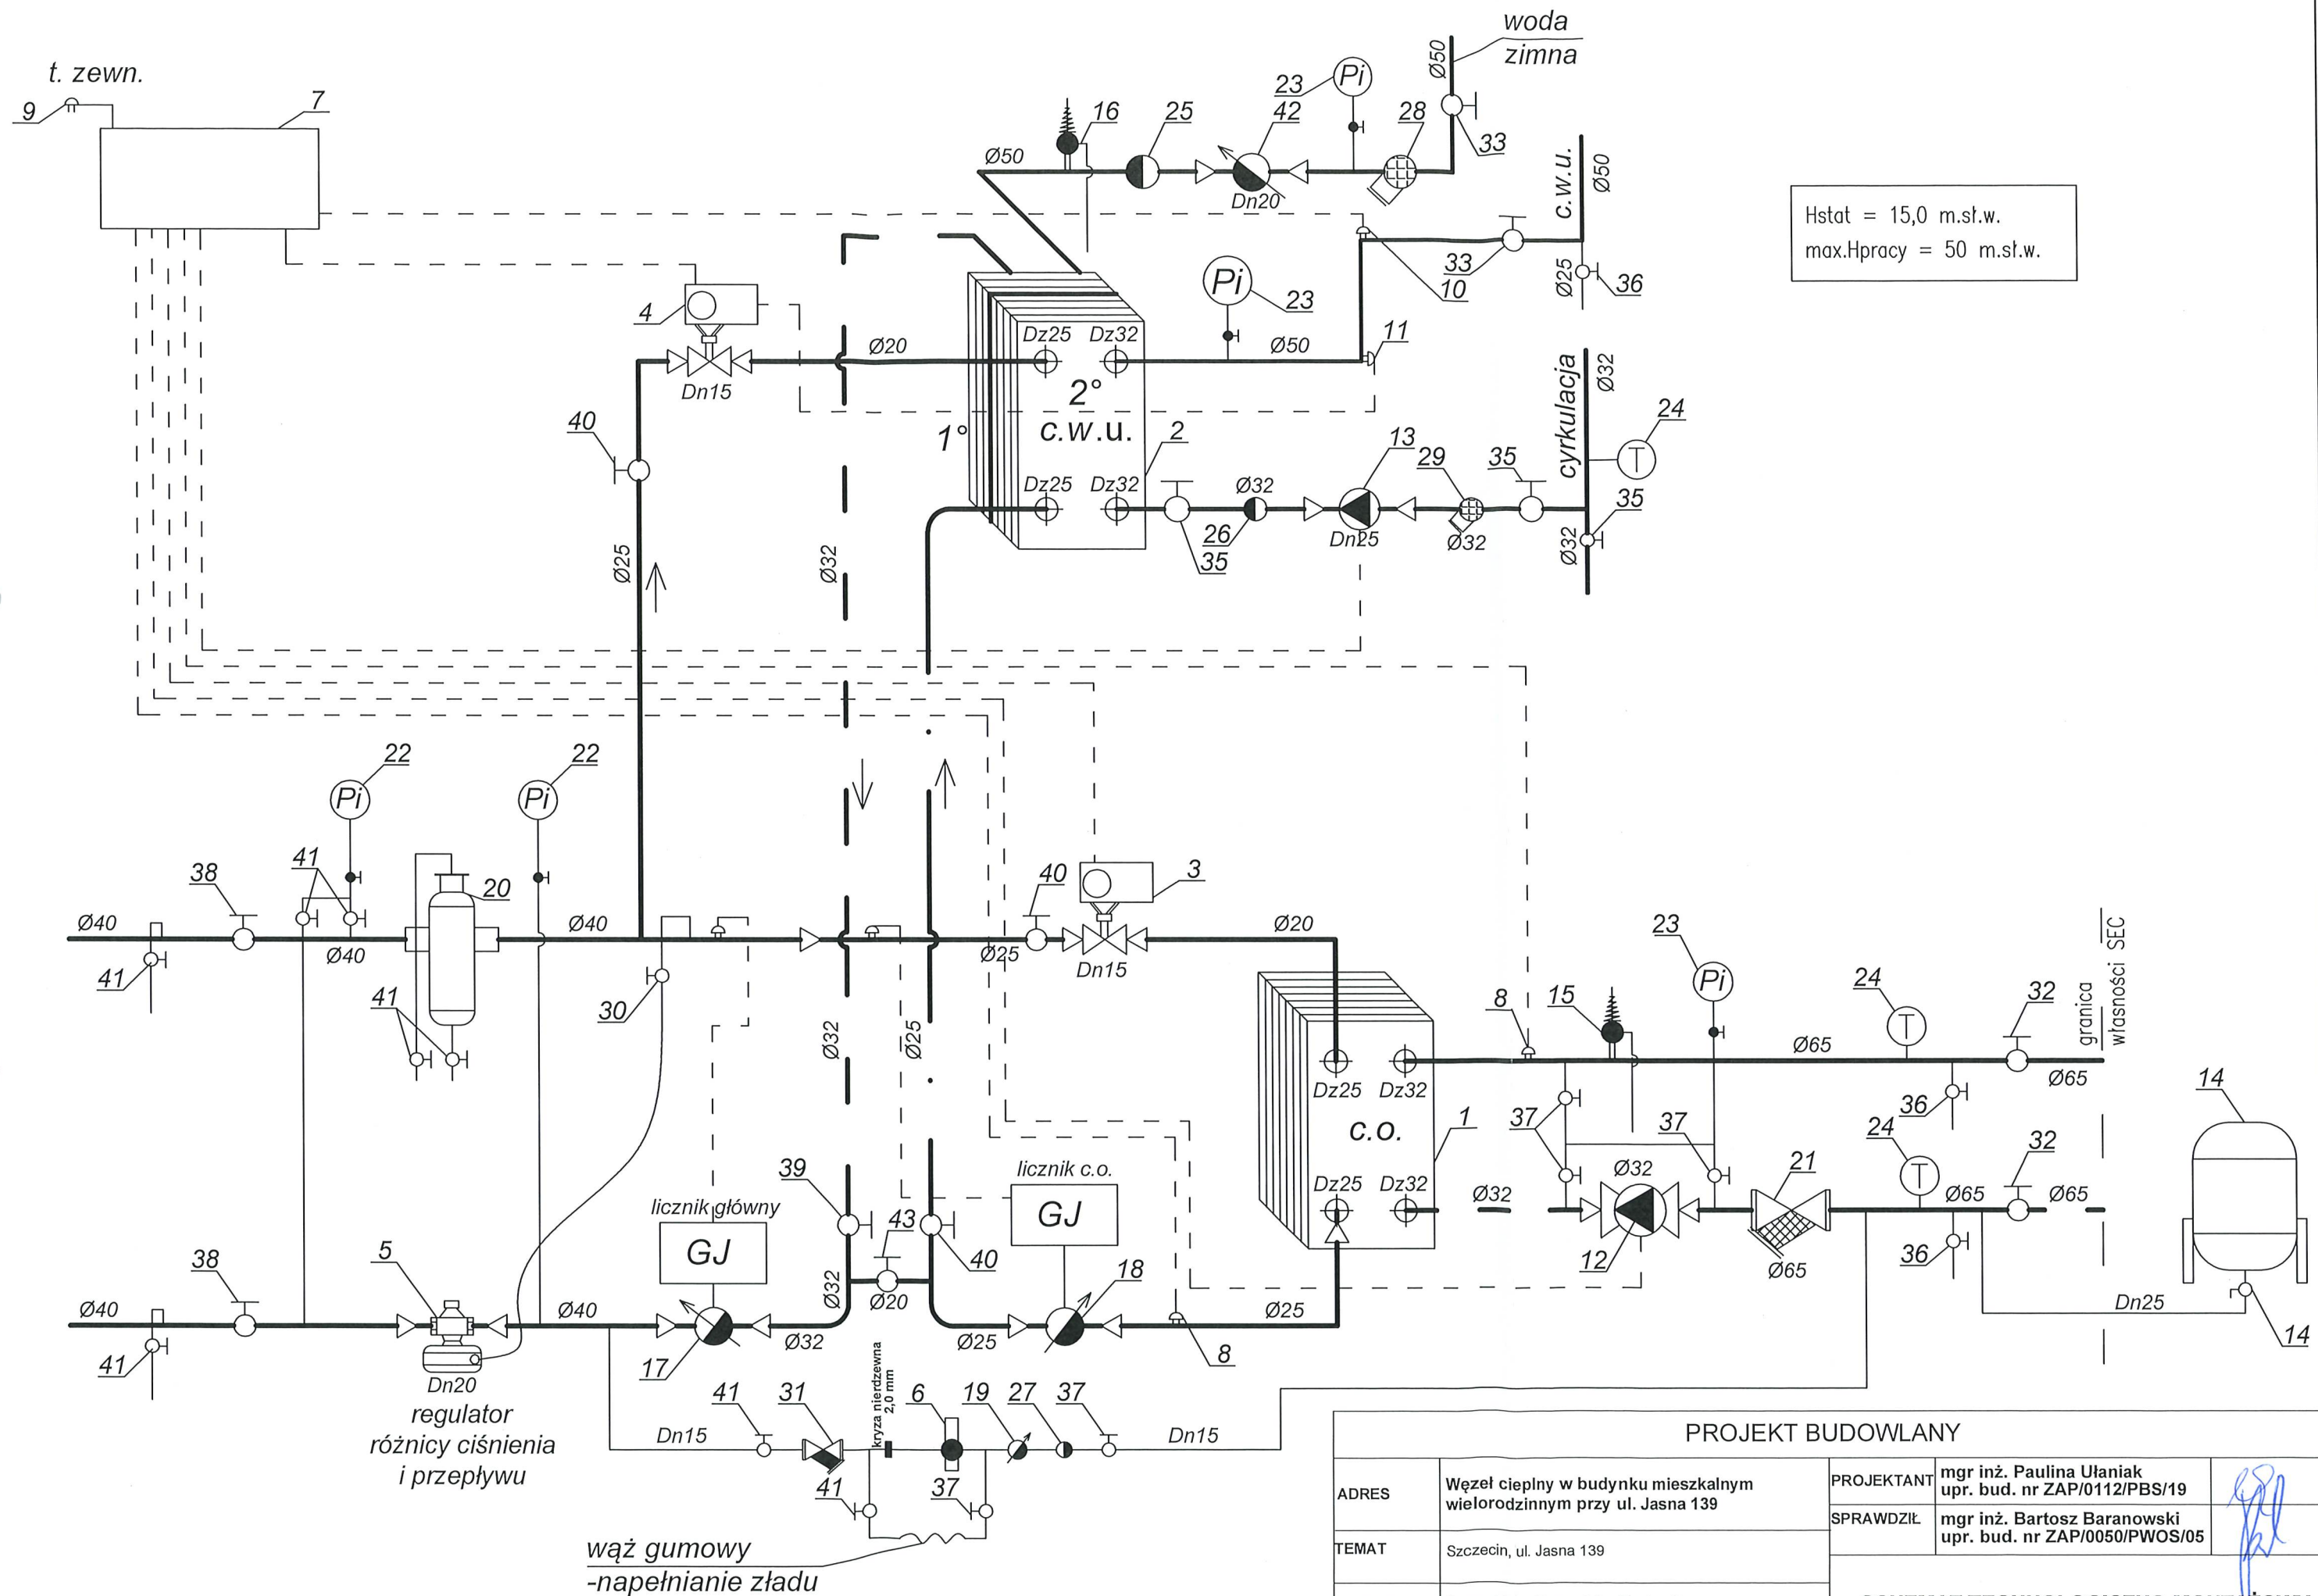 woda
zimna
Ø50
t. zewn.
9
7
16
25
42
23
Pi
28
33
Ø50
Dn20
c.w.u.
Ø50
Hstat = 15,0 m.sł.w.
max.Hpracy = 50 m.sł.w.
4
Dn15
Ø20
Pi
23
33
10
Ø25
36
Dz25
Dz32
Ø50
11
2°
1°
c.w.u.
2
40
cyrkulacja
Ø32
24
T
13
29
35
35
Dz25
Dz32
Ø32
26
35
Dn25
Ø32
Ø32
Ø25
Ø32
22
Pi
22
Pi
41
38
20
40
3
Ø40
Ø40
Ø40
Ø25
Dn15
Ø20
41
41
30
Ø32
Ø25
23
Pi
24
T
32
granica
własności SEC
8
15
Ø65
Ø65
Dz25
Dz32
c.o.
1
37
37
36
24
T
32
14
Dz25
Dz32
Ø32
Ø32
21
Ø65
Ø65
12
Ø65
36
Dn25
14
39
licznik c.o.
GJ
licznik główny
GJ
43
40
18
38
5
Ø40
Ø40
Ø32
Ø20
Ø32
Ø25
Ø25
41
17
8
Dn20
regulator
różnicy ciśnienia
i przepływu
Dn15
41
31
kryza nierdzewna
2,0 mm
6
19
27
37
Dn15
41
37
wąż gumowy
-napełnianie zładu
PROJEKT BUDOWLANY
ADRES
Węzeł cieplny w budynku mieszkalnym
wielorodzinnym przy ul. Jasna 139
PROJEKTANT
mgr inż. Paulina Ułaniak
upr. bud. nr ZAP/0112/PBS/19
SPRAWDZIŁ
mgr inż. Bartosz Baranowski
upr. bud. nr ZAP/0050/PWOS/05
TEMAT
Szczecin, ul. Jasna 139